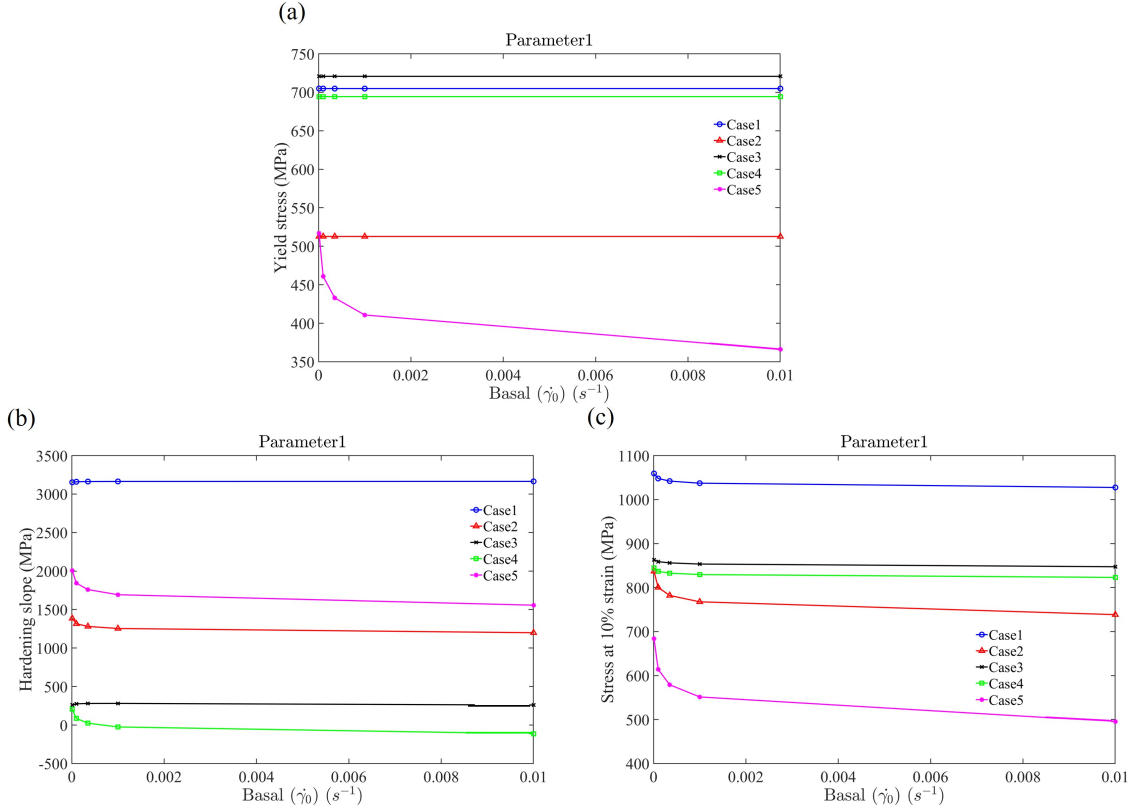 (a)
Parameter1
750
700
650
600
550
500
450
400
350
Yield stress (MPa)
Case1
Case2
Case3
Case4
Case5
0 0.002 0.004 0.006 0.008 0.01
Basal (γ̇₀) (s⁻¹)
(b)
Parameter1
3500
3000
2500
2000
1500
1000
500
0
-500
Hardening slope (MPa)
Case1
Case2
Case3
Case4
Case5
0 0.002 0.004 0.006 0.008 0.01
Basal (γ̇₀) (s⁻¹)
(c)
Parameter1
1100
1000
900
800
700
600
500
400
Stress at 10% strain (MPa)
Case1
Case2
Case3
Case4
Case5
0 0.002 0.004 0.006 0.008 0.01
Basal (γ̇₀) (s⁻¹)